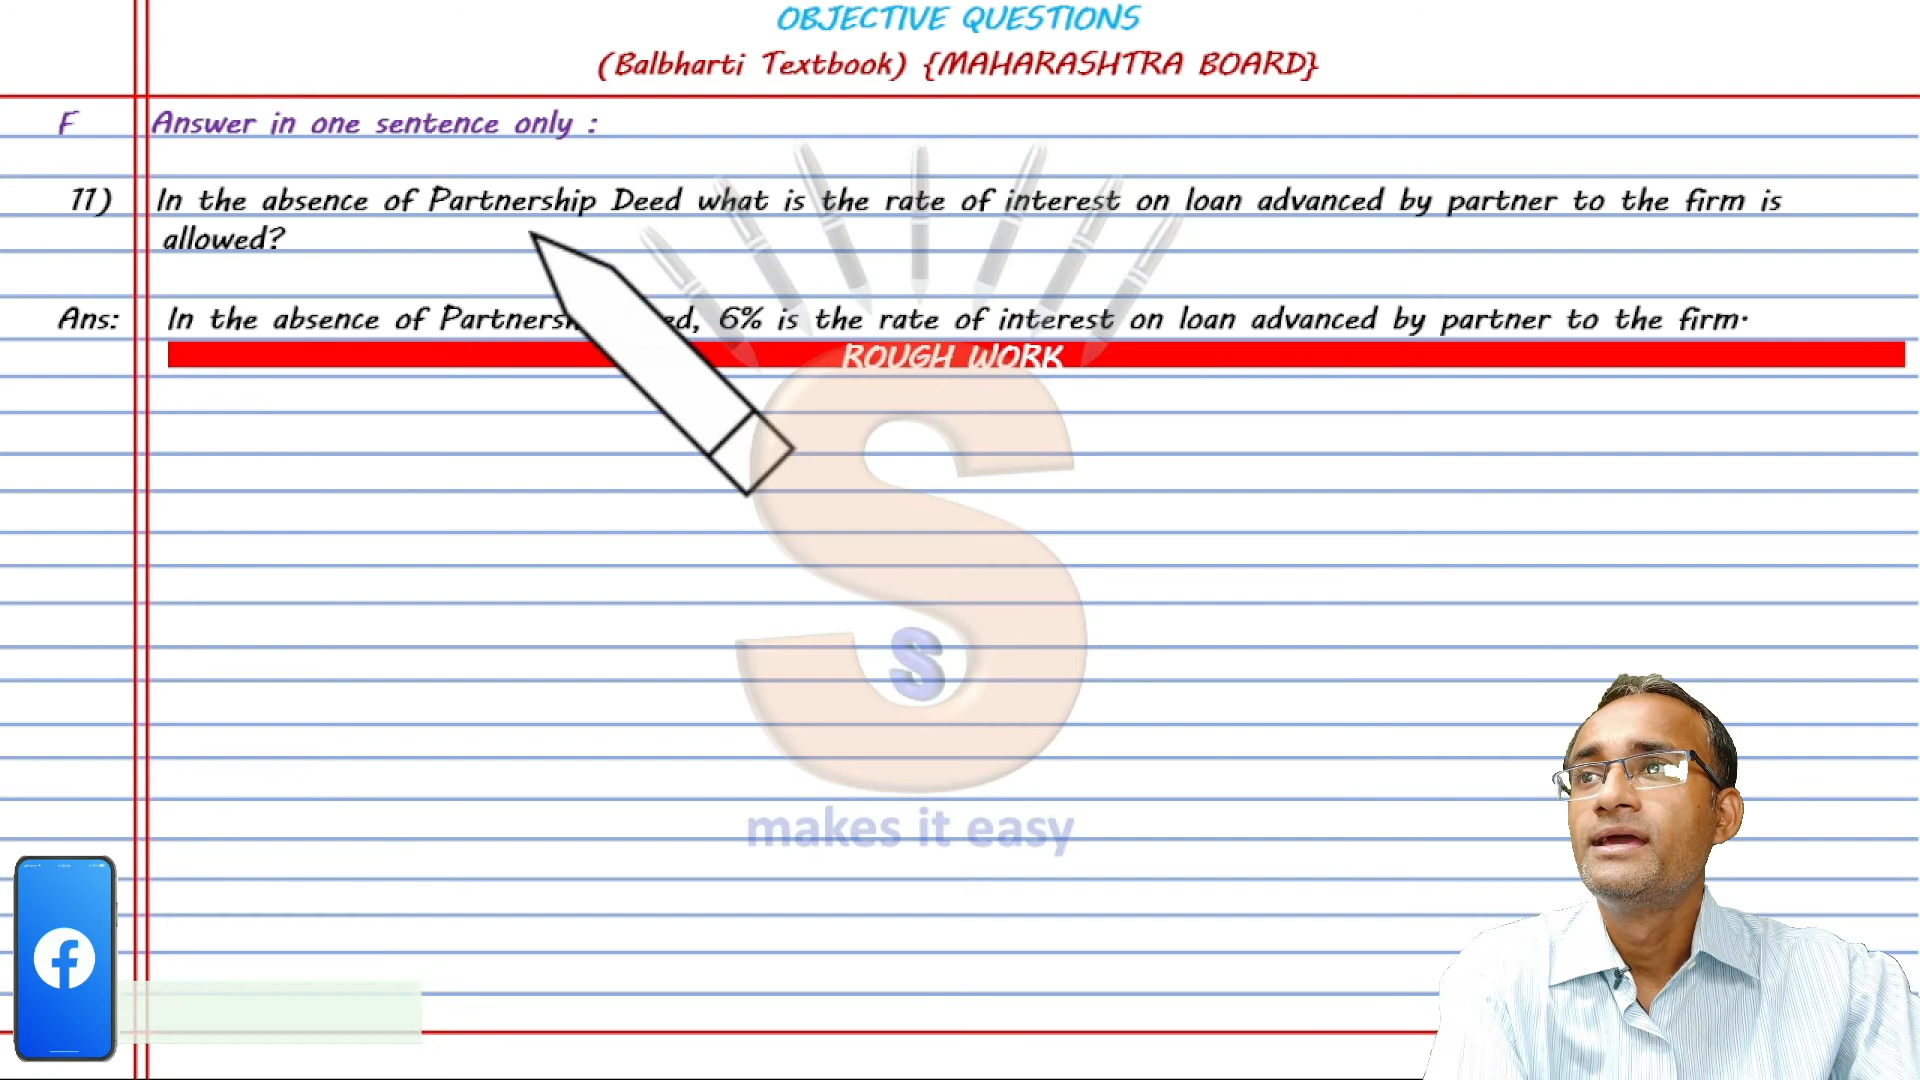 OBJECTIVE QUESTIONS
(Balbharti Textbook) {MAHARASHTRA BOARD}
F Answer in one sentence only :
11) In the absence of Partnership Deed what is the rate of interest on loan advanced by partner to the firm is
allowed?
Ans: In the absence of ed, 6% is the rate of interest on loan advanced by partner to the firm.
ROUGH WORK
S
S
makes it easy